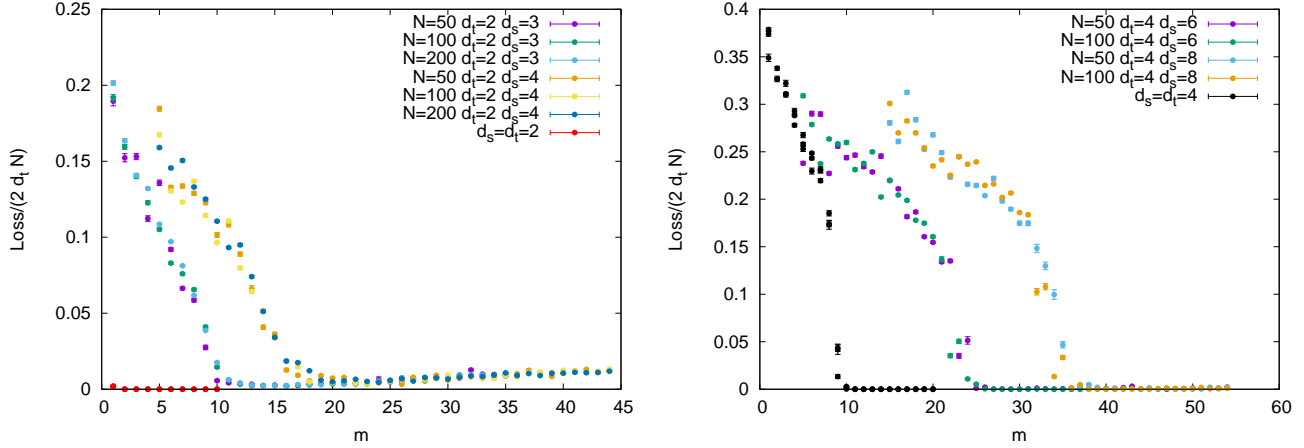 0.25
0.2
0.15
0.1
0.05
0
0 5 10 15 20 25 30 35 40 45
Loss/(2 d_t N)
m
N=50 d_t=2 d_s=3
N=100 d_t=2 d_s=3
N=200 d_t=2 d_s=3
N=50 d_t=2 d_s=4
N=100 d_t=2 d_s=4
N=200 d_t=2 d_s=4
d_s=d_t=2
0.4
0.35
0.3
0.25
0.2
0.15
0.1
0.05
0
0 10 20 30 40 50 60
Loss/(2 d_t N)
m
N=50 d_t=4 d_s=6
N=100 d_t=4 d_s=6
N=50 d_t=4 d_s=8
N=100 d_t=4 d_s=8
d_s=d_t=4